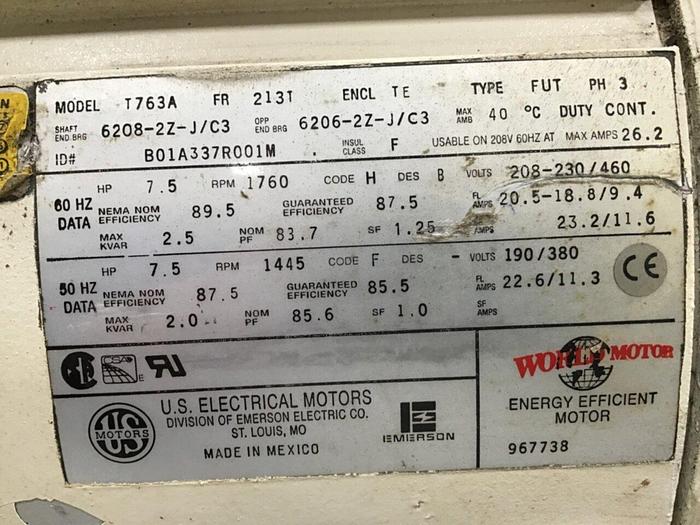 MODEL T763A FR 213T ENCL TE TYPE FUT PH 3
SHAFT END BRG 6208-2Z-J/C3 OPP END BRG 6206-2Z-J/C3 MAX AMB 40 °C DUTY CONT.
ID# B01A337R001M . INSUL CLASS F USABLE ON 208V 60HZ AT MAX AMPS 26.2
60 HZ DATA
HP 7.5 RPM 1760 CODE H DES B VOLTS 208-230/460
NEMA NOM EFFICIENCY 89.5 GUARANTEED EFFICIENCY 87.5 FL AMPS 20.5-18.8/9.4
MAX KVAR 2.5 NOM PF 83.7 SF 1.25 SF AMPS 23.2/11.6
50 HZ DATA
HP 7.5 RPM 1445 CODE F DES - VOLTS 190/380
NEMA NOM EFFICIENCY 87.5 GUARANTEED EFFICIENCY 85.5 FL AMPS 22.6/11.3
MAX KVAR 2.0 NOM PF 85.6 SF 1.0 SF AMPS
CE
CSA E
RU
US MOTORS
U.S. ELECTRICAL MOTORS
DIVISION OF EMERSON ELECTRIC CO.
ST. LOUIS, MO
MADE IN MEXICO
EMERSON
WORLD MOTOR
ENERGY EFFICIENT
MOTOR
967738